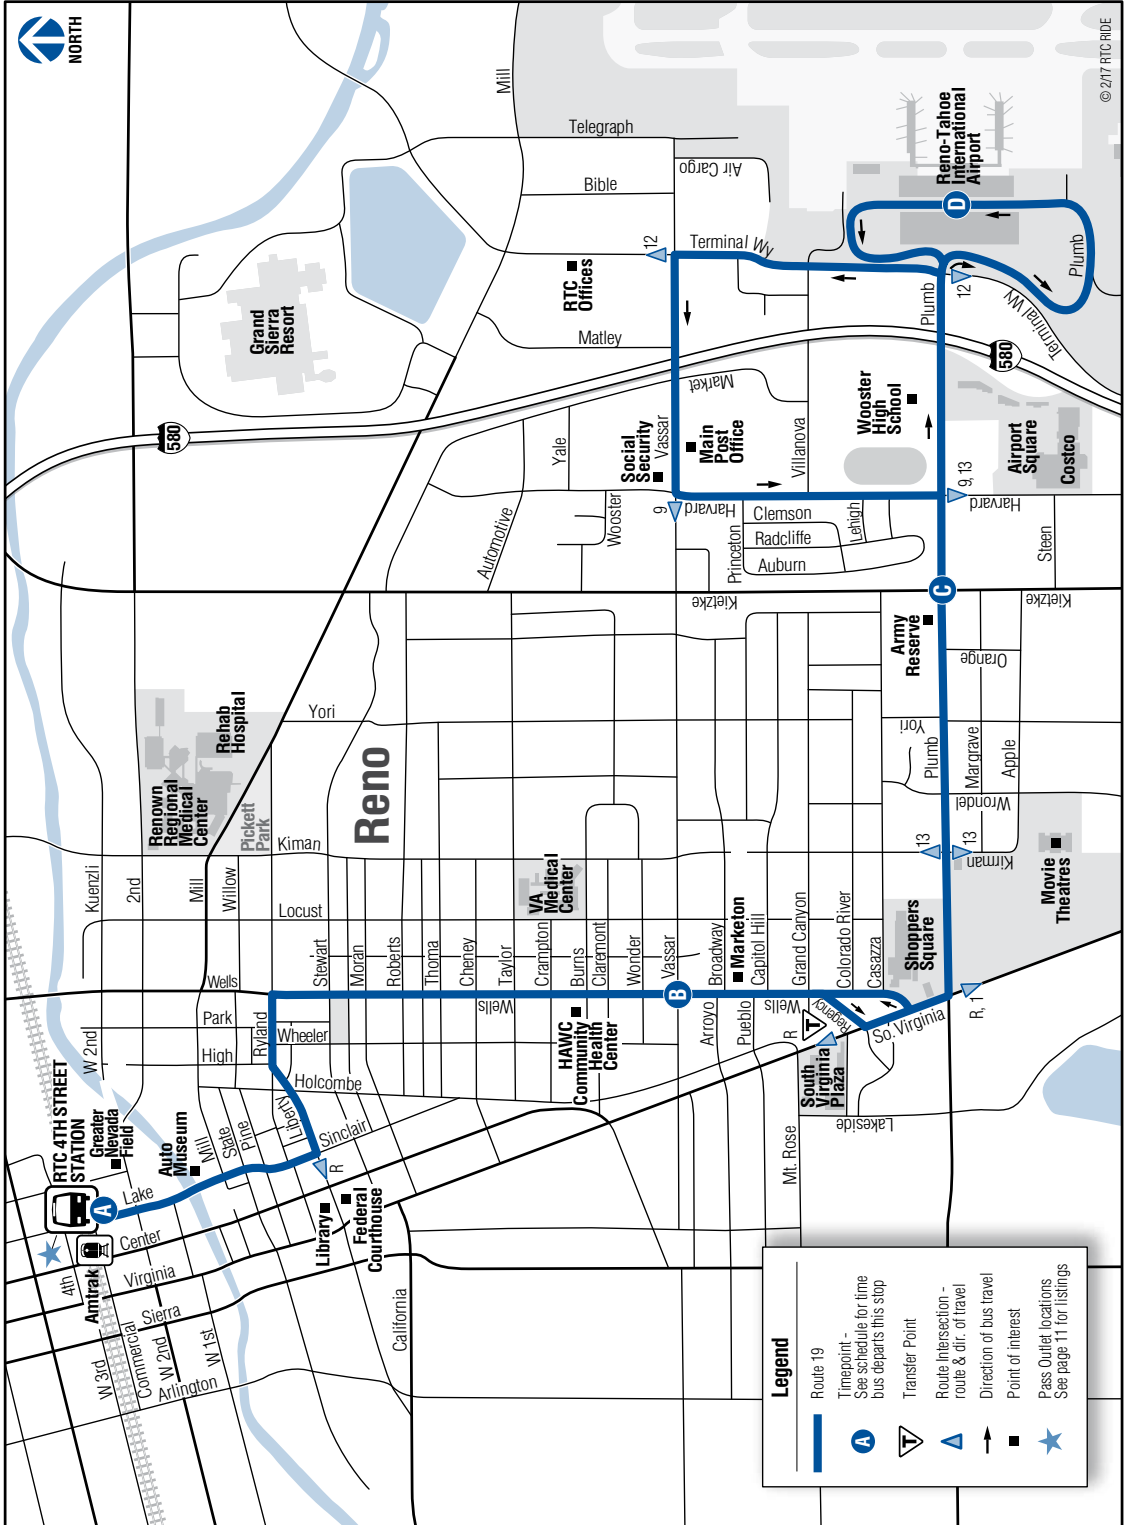 NORTH
RTC 4TH STREET
STATION
A
Greater
Nevada
Field
Auto
Museum
Amtrak
4th
W 3rd
Commercial
W 2nd
W 1st
Arlington
Sierra
Virginia
Center
Lake
Mill
State
Pine
Liberty
Sinclair
R
Library
Federal
Courthouse
California
Holcombe
Wheeler
Ryland
High
Park
W 2nd
Wells
Kuenzli
2nd
Mill
Willow
Locust
Kiman
Stewart
Moran
Roberts
Thoma
Cheney
Taylor
Crampton
Burns
Claremont
Wonder
Vassar
Broadway
Capitol Hill
Grand Canyon
Colorado River
Casazza
Wells
B
HAWC
Community
Health
Center
Arroyo
Pueblo
Wells
Regency
R
T
So. Virginia
R, 1
South
Virginia
Plaza
Mt. Rose
Lakeside
Marketon
VA
Medical
Center
Shoppers
Square
Movie
Theatres
Renown
Regional
Medical
Center
Rehab
Hospital
Pickett
Park
Reno
Yori
Yori
Plumb
Margrave
Apple
Wrondel
Kirman
13
13
Orange
Kietzke
Kietzke
Army
Reserve
C
Steen
Harvard
9, 13
Harvard
9
Princeton
Clemson
Radcliffe
Auburn
Lehigh
Wooster
Automotive
Yale
Social
Security
Vassar
Main
Post
Office
Market
Villanova
Wooster
High
School
Airport
Square
Costco
580
580
Matley
RTC
Offices
12
Terminal Wy
Bible
Air Cargo
Telegraph
Mill
Grand
Sierra
Resort
Plumb
12
Terminal Wy
Plumb
D
Reno-Tahoe
International
Airport
© 2/17 RTC RIDE
Legend
Route 19
A
Timepoint -
See schedule for time
bus departs this stop
T
Transfer Point
Route Intersection -
route & dir. of travel
Direction of bus travel
Point of interest
Pass Outlet locations
See page 11 for listings